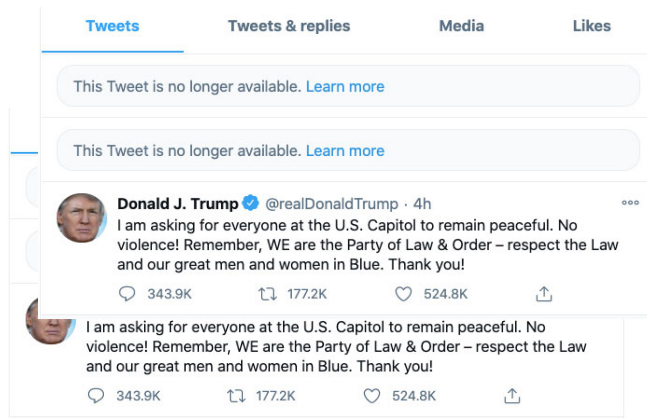 Tweets Tweets & replies Media Likes
This Tweet is no longer available. Learn more
This Tweet is no longer available. Learn more
Donald J. Trump @realDonaldTrump · 4h
I am asking for everyone at the U.S. Capitol to remain peaceful. No
violence! Remember, WE are the Party of Law & Order – respect the Law
and our great men and women in Blue. Thank you!
343.9K 177.2K 524.8K
I am asking for everyone at the U.S. Capitol to remain peaceful. No
violence! Remember, WE are the Party of Law & Order – respect the Law
and our great men and women in Blue. Thank you!
343.9K 177.2K 524.8K